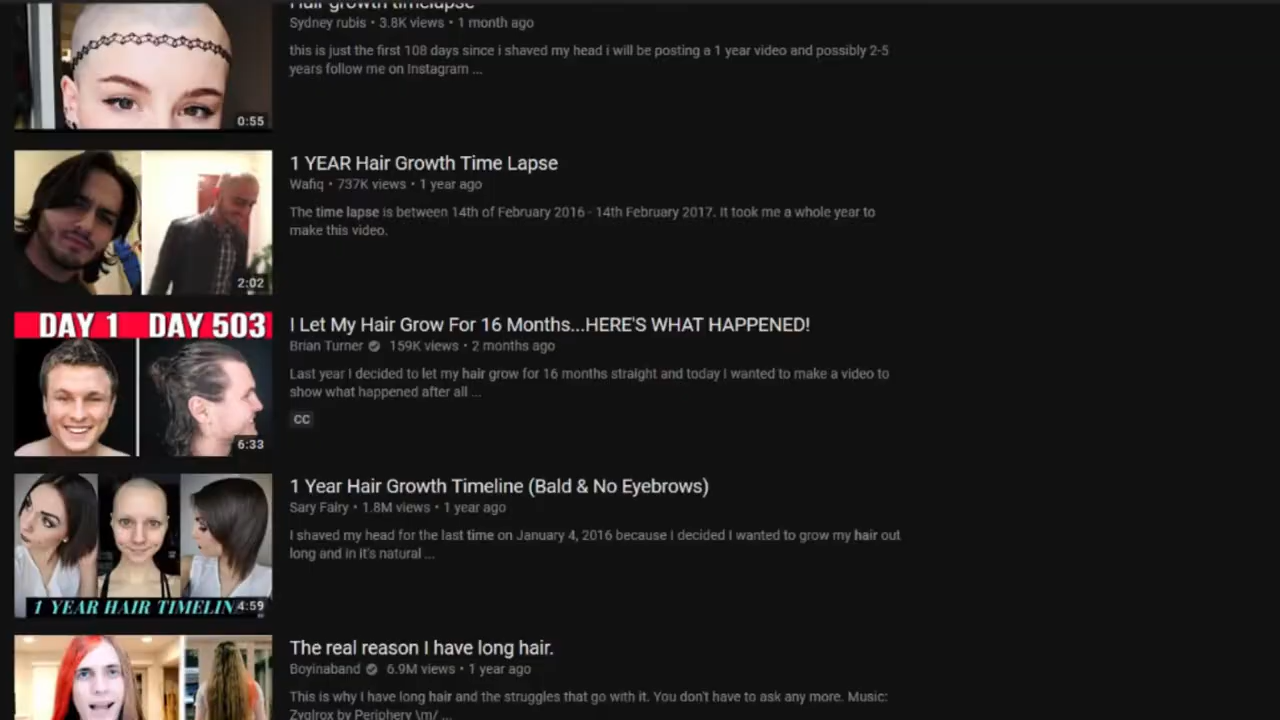 Hair growth timelapse
Sydney rubis • 3.8K views • 1 month ago
this is just the first 108 days since i shaved my head i will be posting a 1 year video and possibly 2-5
years follow me on Instagram ...
0:55
1 YEAR Hair Growth Time Lapse
Wafiq • 737K views • 1 year ago
The time lapse is between 14th of February 2016 - 14th February 2017. It took me a whole year to
make this video.
2:02
DAY 1 DAY 503
I Let My Hair Grow For 16 Months...HERE'S WHAT HAPPENED!
Brian Turner 159K views • 2 months ago
Last year I decided to let my hair grow for 16 months straight and today I wanted to make a video to
show what happened after all ...
CC
6:33
1 Year Hair Growth Timeline (Bald & No Eyebrows)
Sary Fairy • 1.8M views • 1 year ago
I shaved my head for the last time on January 4, 2016 because I decided I wanted to grow my hair out
long and in it's natural ...
1 YEAR HAIR TIMELIN
4:59
The real reason I have long hair.
Boyinaband 6.9M views • 1 year ago
This is why I have long hair and the struggles that go with it. You don't have to ask any more. Music:
Zyglrox by Periphery \m/ ...